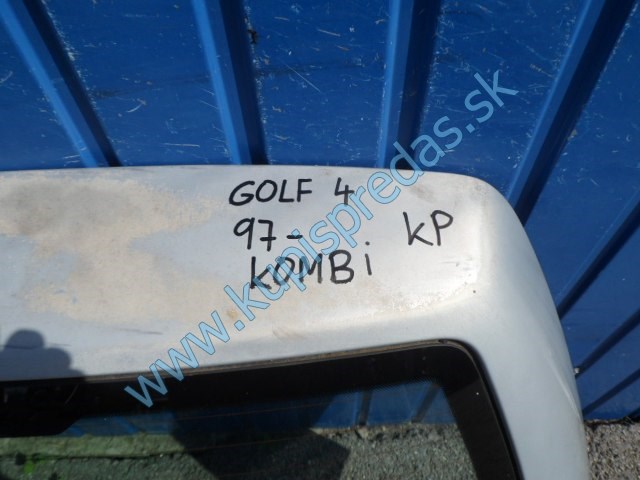 GOLF 4
97- KP
KOMBi
www.kupispredas.sk